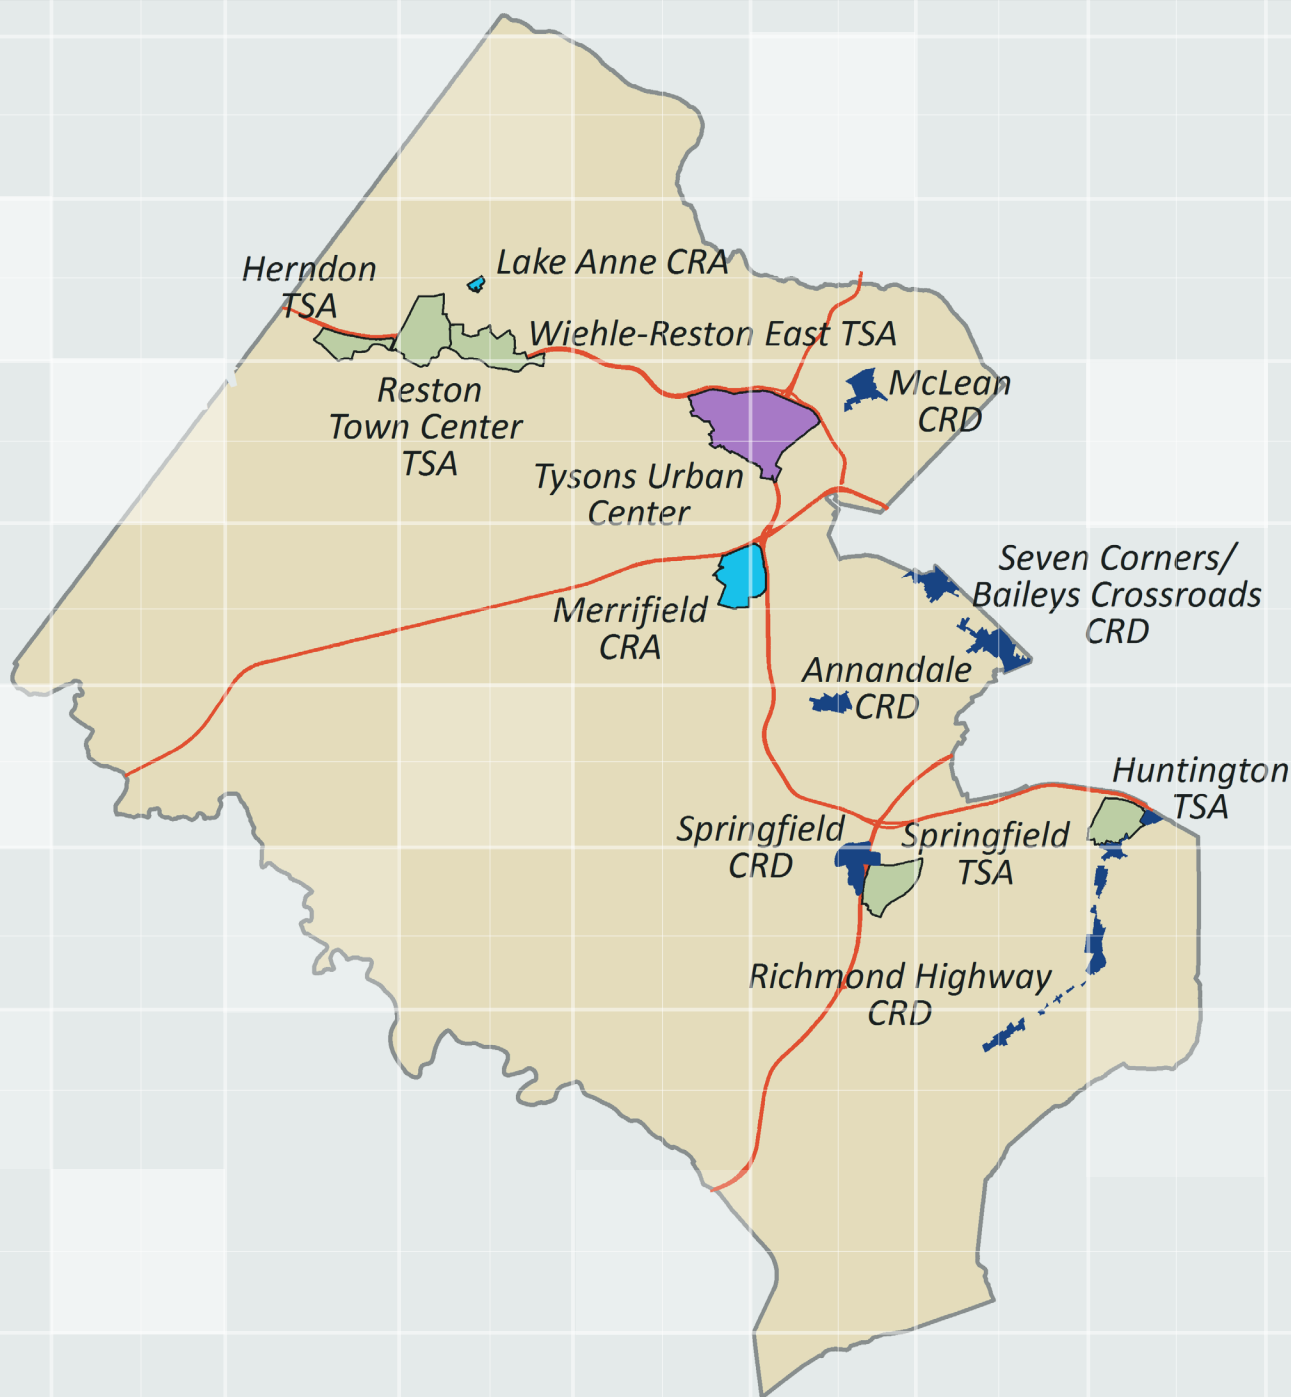 Lake Anne CRA
Herndon
TSA
Wiehle-Reston East TSA
Reston
Town Center
TSA
McLean
CRD
Tysons Urban
Center
Seven Corners/
Baileys Crossroads
CRD
Merrifield
CRA
Annandale
CRD
Huntington
TSA
Springfield
CRD
Springfield
TSA
Richmond Highway
CRD